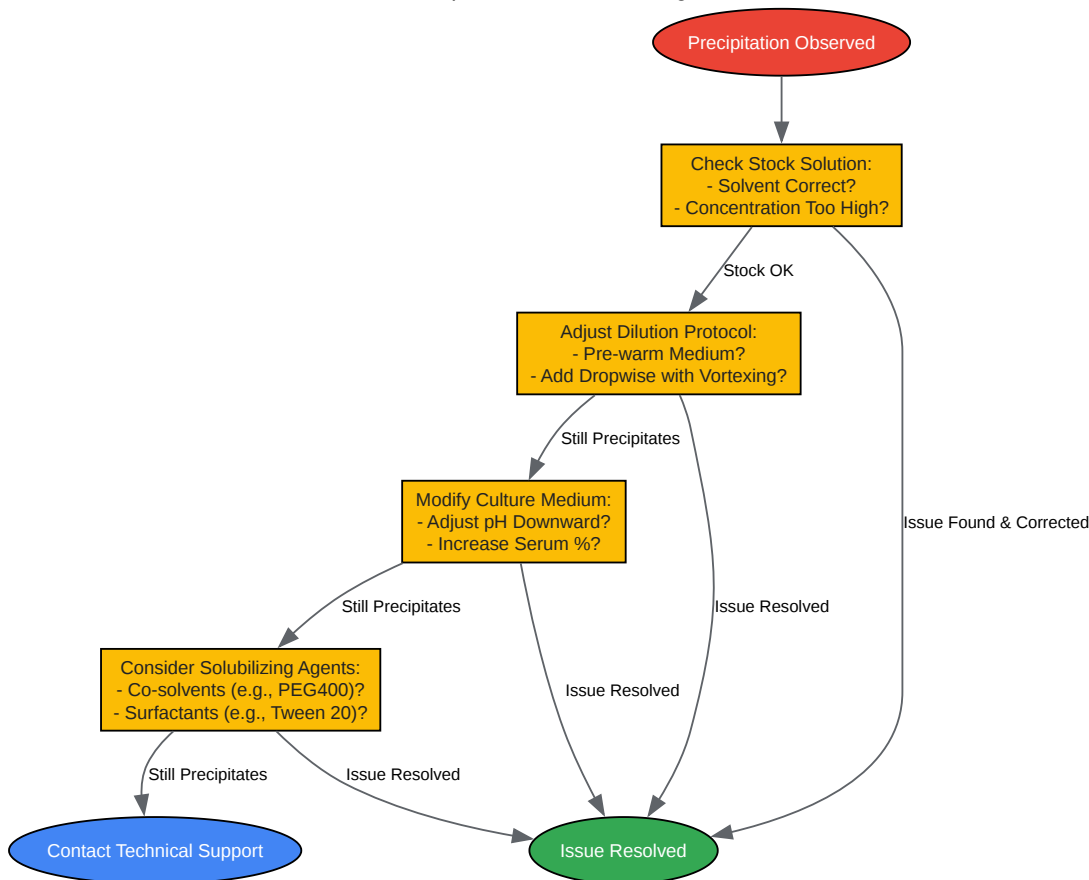 Precipitation Observed
Check Stock Solution:
- Solvent Correct?
- Concentration Too High?
Stock OK
Adjust Dilution Protocol:
- Pre-warm Medium?
- Add Dropwise with Vortexing?
Still Precipitates
Modify Culture Medium:
- Adjust pH Downward?
- Increase Serum %?
Issue Found & Corrected
Still Precipitates
Issue Resolved
Consider Solubilizing Agents:
- Co-solvents (e.g., PEG400)?
- Surfactants (e.g., Tween 20)?
Issue Resolved
Still Precipitates
Issue Resolved
Contact Technical Support
Issue Resolved